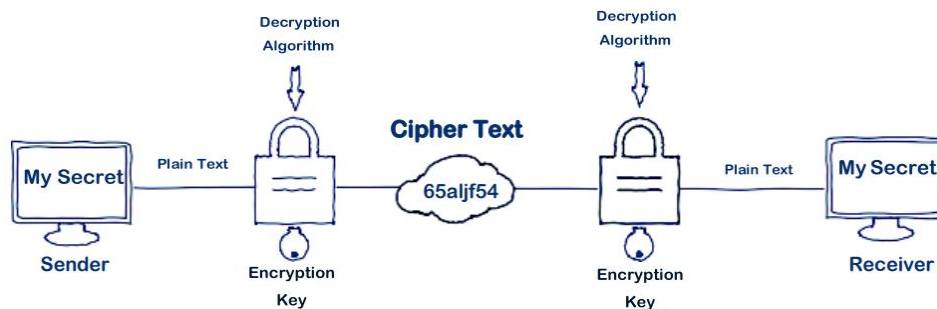 Decryption
Algorithm
Decryption
Algorithm
Cipher Text
My Secret
Plain Text
65aljf54
Plain Text
My Secret
Sender
Encryption
Key
Encryption
Key
Receiver